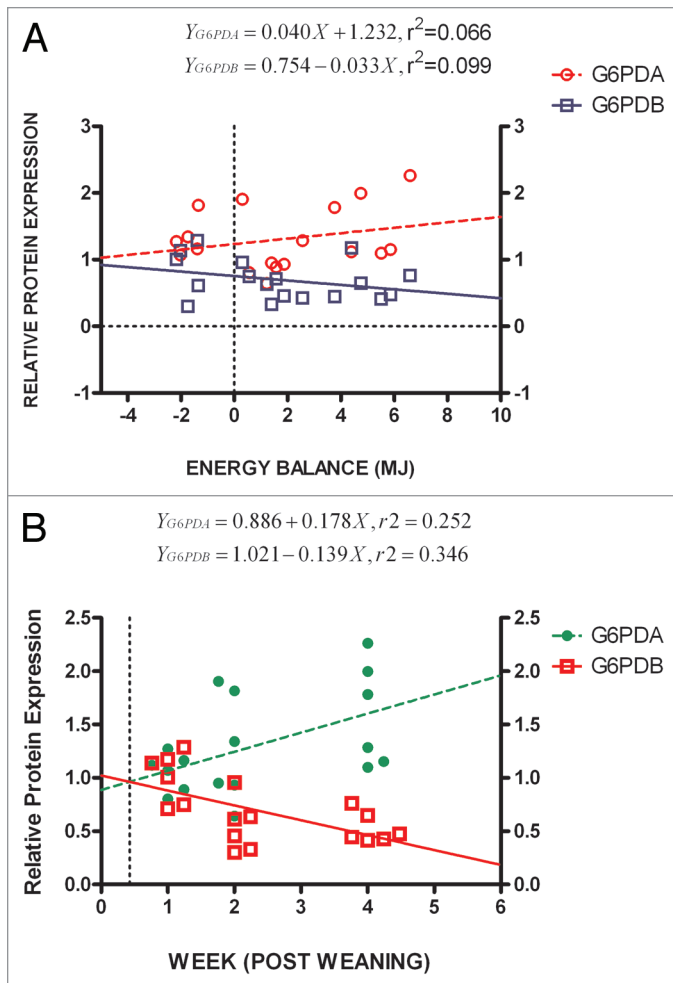 A
Y_G6PDA = 0.040X + 1.232, r²=0.066
Y_G6PDB = 0.754 − 0.033X, r²=0.099
G6PDA
G6PDB
RELATIVE PROTEIN EXPRESSION
3 3
2 2
1 1
0 0
-1 -1
-4 -2 0 2 4 6 8 10
ENERGY BALANCE (MJ)
B
Y_G6PDA = 0.886 + 0.178X, r2 = 0.252
Y_G6PDB = 1.021 − 0.139X, r2 = 0.346
G6PDA
G6PDB
Relative Protein Expression
2.5 2.5
2.0 2.0
1.5 1.5
1.0 1.0
0.5 0.5
0.0 0.0
0 1 2 4 6
WEEK (POST WEANING)